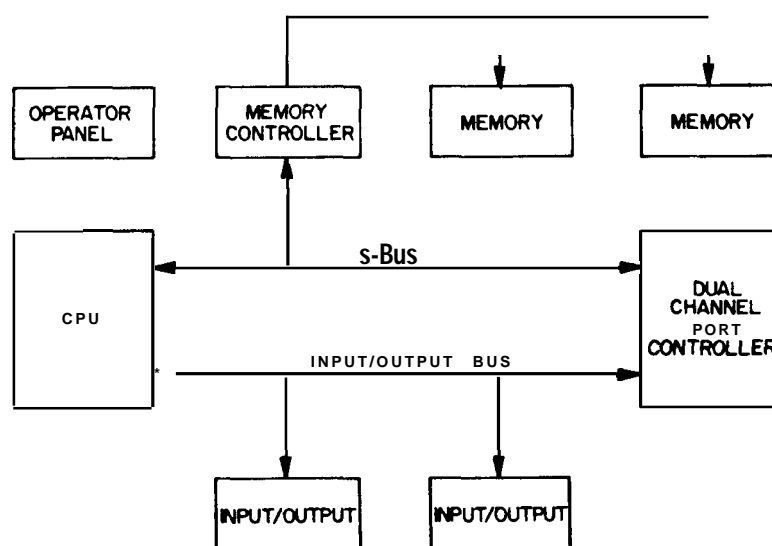 OPERATOR
PANEL
MEMORY
CONTROLLER
MEMORY
MEMORY
s-Bus
CPU
DUAL
CHANNEL
PORT
CONTROLLER
* INPUT/OUTPUT BUS
INPUT/OUTPUT
INPUT/OUTPUT